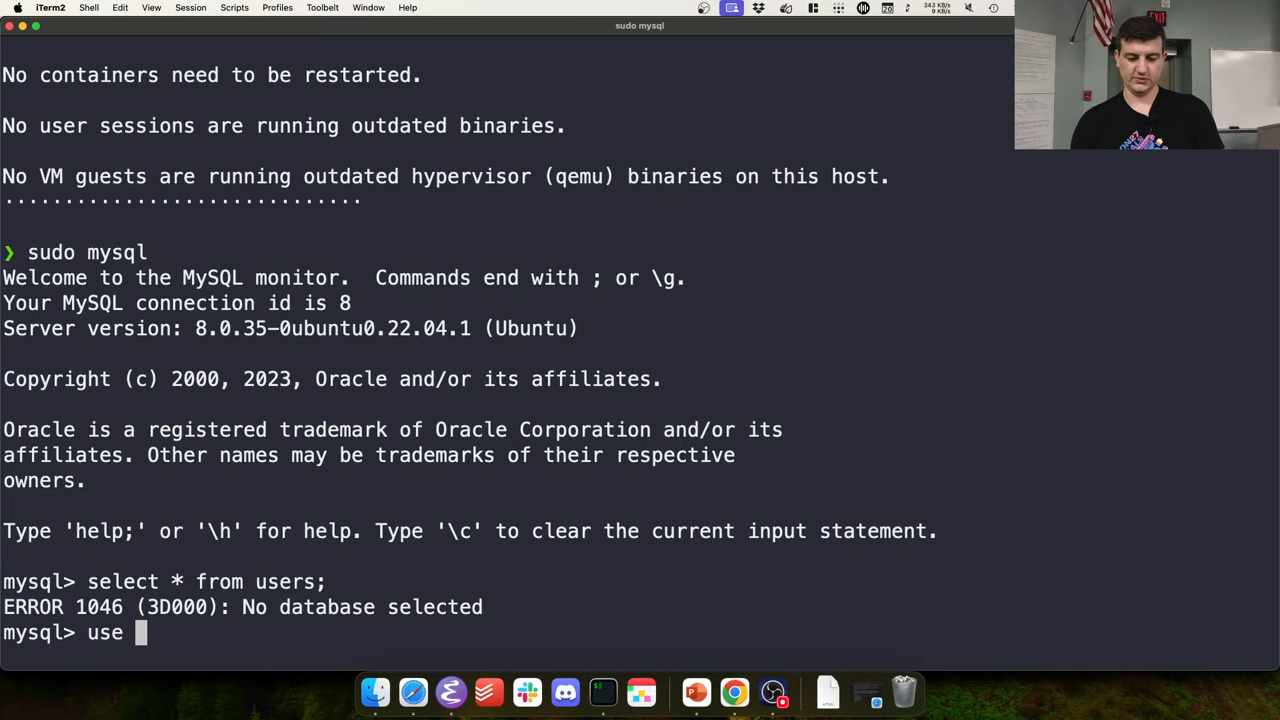 iTerm2 Shell Edit View Session Scripts Profiles Toolbelt Window Help
20 343 KB/s
9 KB/s
sudo mysql
No containers need to be restarted.
No user sessions are running outdated binaries.
No VM guests are running outdated hypervisor (qemu) binaries on this host.
❯ sudo mysql
Welcome to the MySQL monitor.  Commands end with ; or \g.
Your MySQL connection id is 8
Server version: 8.0.35-0ubuntu0.22.04.1 (Ubuntu)
Copyright (c) 2000, 2023, Oracle and/or its affiliates.
Oracle is a registered trademark of Oracle Corporation and/or its
affiliates. Other names may be trademarks of their respective
owners.
Type 'help;' or '\h' for help. Type '\c' to clear the current input statement.
mysql> select * from users;
ERROR 1046 (3D000): No database selected
mysql> use
EXIT